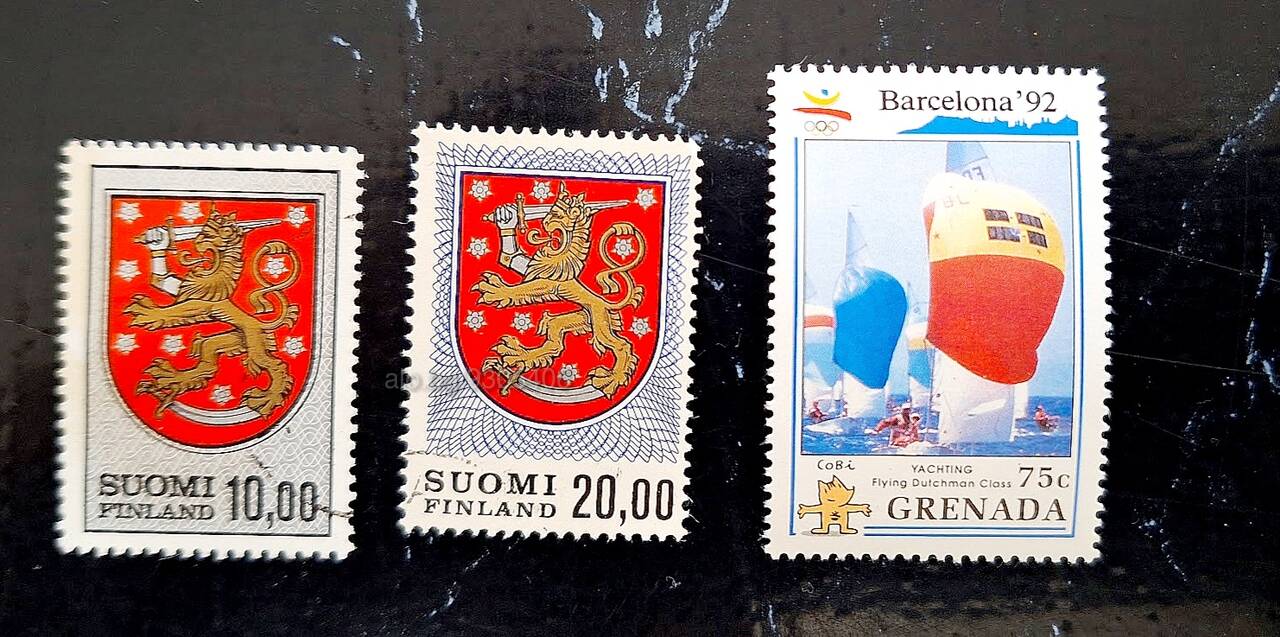 SUOMI
FINLAND 10,00
SUOMI
FINLAND 20,00
Barcelona'92
CoBi
YACHTING
Flying Dutchman Class 75c
GRENADA